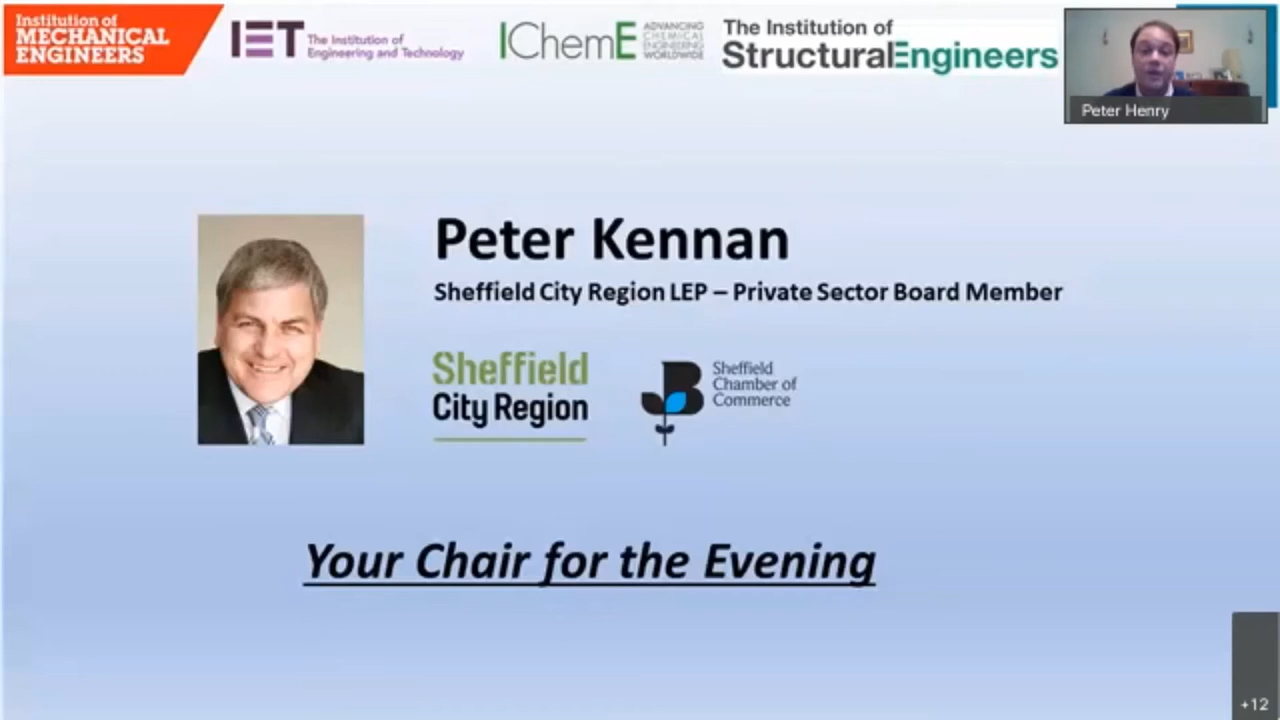 Institution of
MECHANICAL
ENGINEERS
IET The Institution of
Engineering and Technology
IChemE ADVANCING
CHEMICAL
ENGINEERING
WORLDWIDE
The Institution of
StructuralEngineers
Peter Henry
Peter Kennan
Sheffield City Region LEP – Private Sector Board Member
Sheffield
City Region
Sheffield
Chamber of
Commerce
Your Chair for the Evening
+12